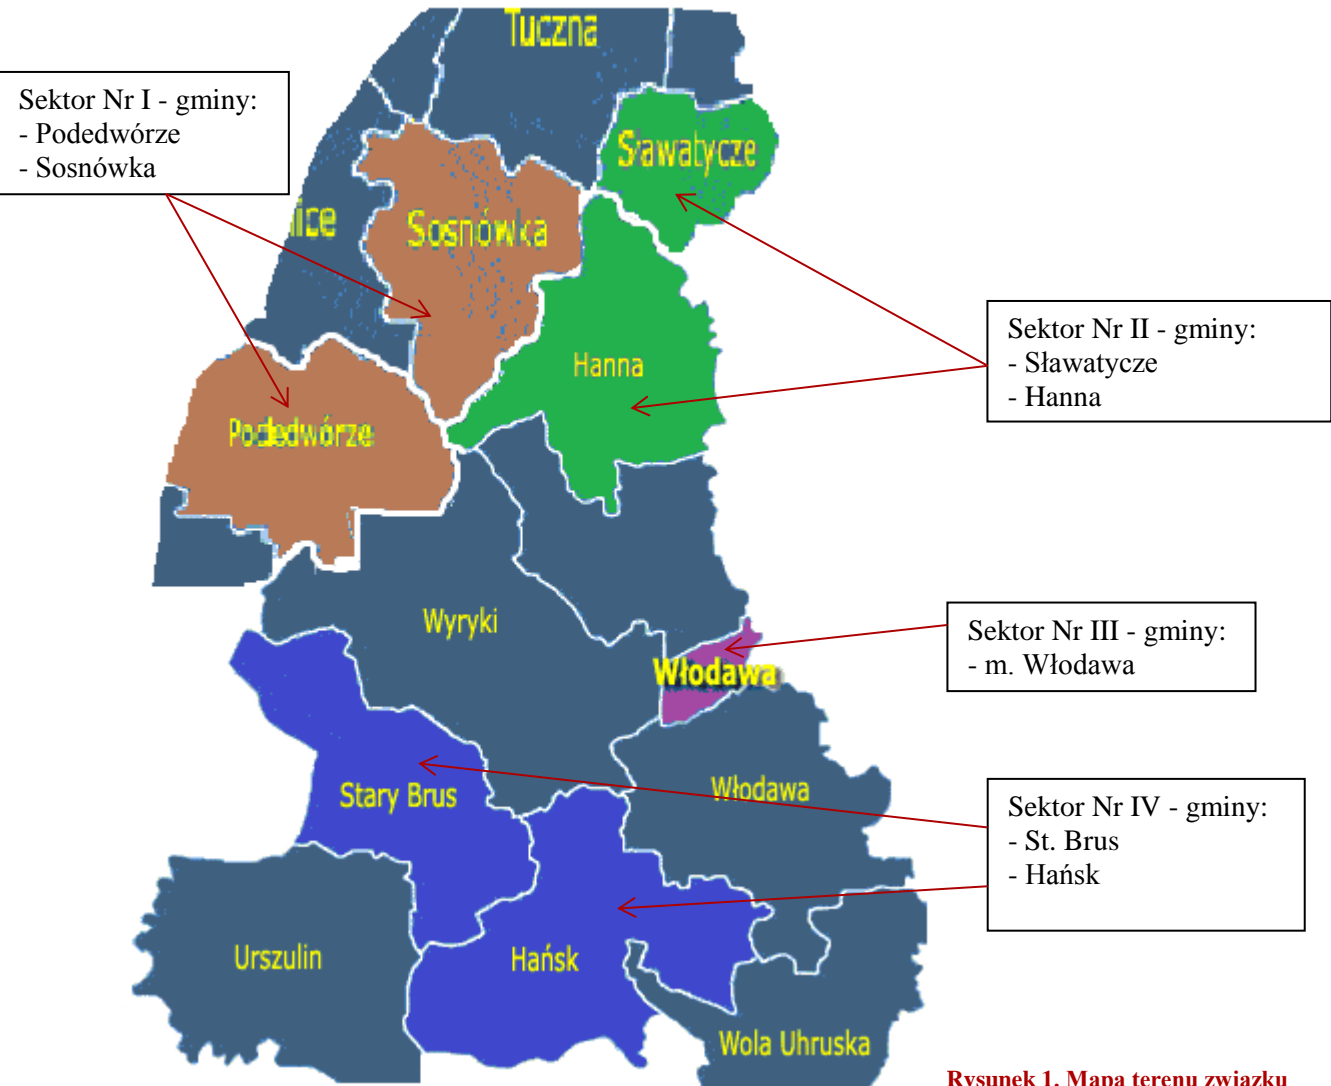 Tuczna
Sektor Nr I - gminy:
- Podedwórze
- Sosnówka
Sławatycze
Sosnówka
Sektor Nr II - gminy:
- Sławatycze
- Hanna
Hanna
Podedwórze
Wyryki
Sektor Nr III - gminy:
- m. Włodawa
Włodawa
Stary Brus
Włodawa
Sektor Nr IV - gminy:
- St. Brus
- Hańsk
Urszulin
Hańsk
Wola Uhruska
Rysunek 1. Mapa terenu związku